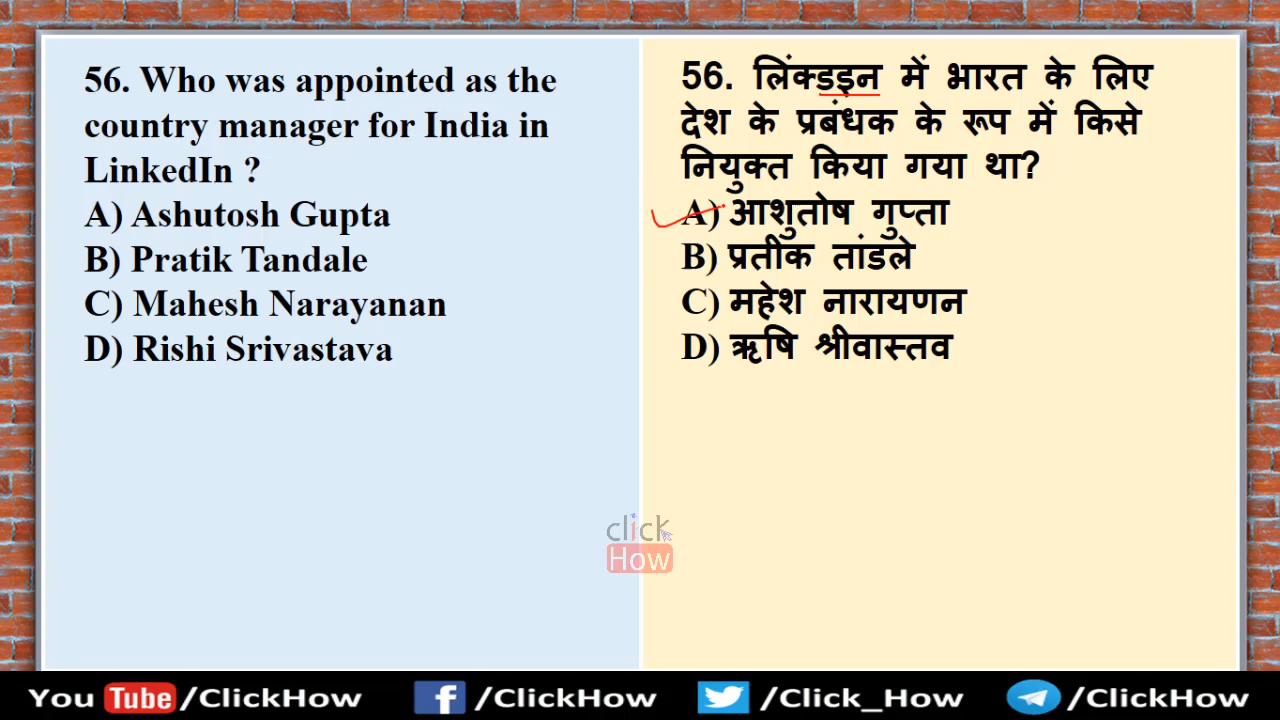 56. Who was appointed as the
country manager for India in
LinkedIn ?
A) Ashutosh Gupta
B) Pratik Tandale
C) Mahesh Narayanan
D) Rishi Srivastava
56. लिंक्डइन में भारत के लिए
देश के प्रबंधक के रूप में किसे
नियुक्त किया गया था?
A) आशुतोष गुप्ता
B) प्रतीक तांडले
C) महेश नारायणन
D) ऋषि श्रीवास्तव
click
How
You Tube /ClickHow f /ClickHow /Click_How /ClickHow